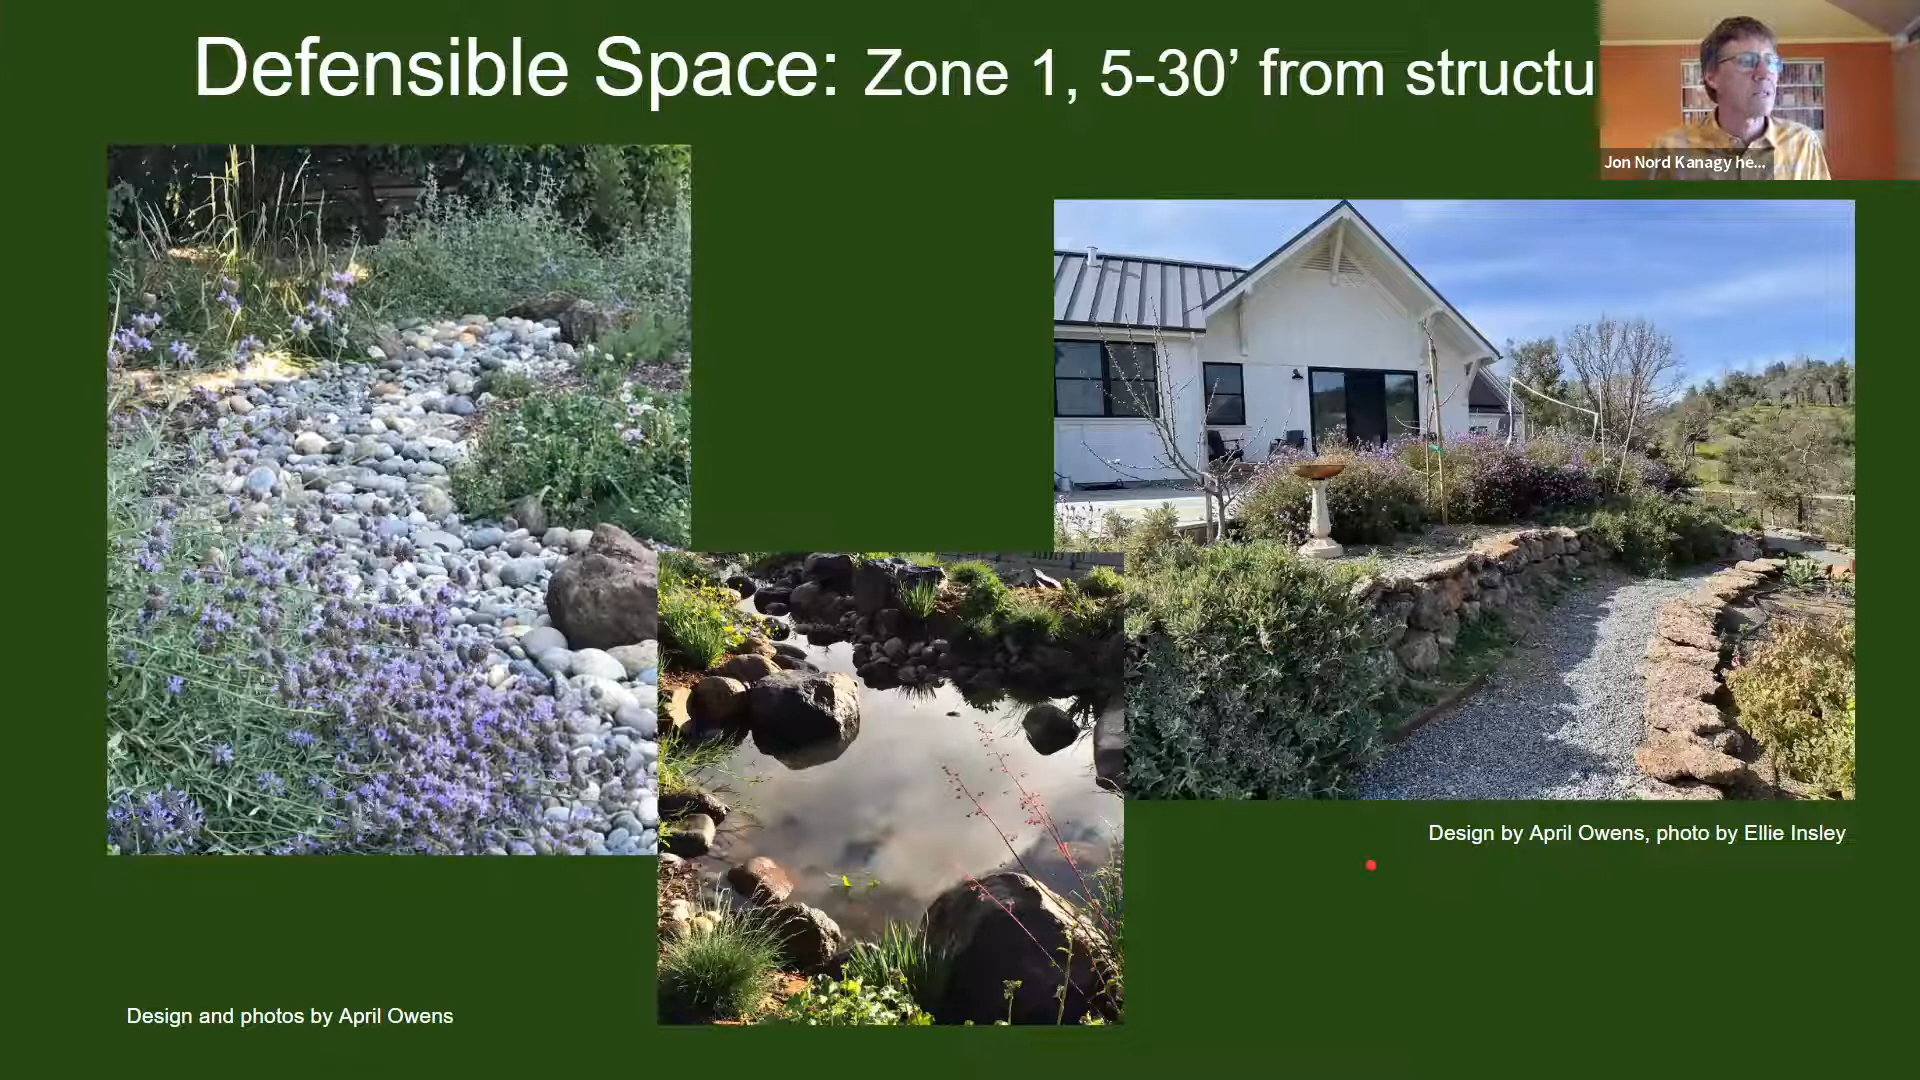 Defensible Space: Zone 1, 5-30’ from structu
Jon Nord Kanagy he...
Design by April Owens, photo by Ellie Insley
Design and photos by April Owens